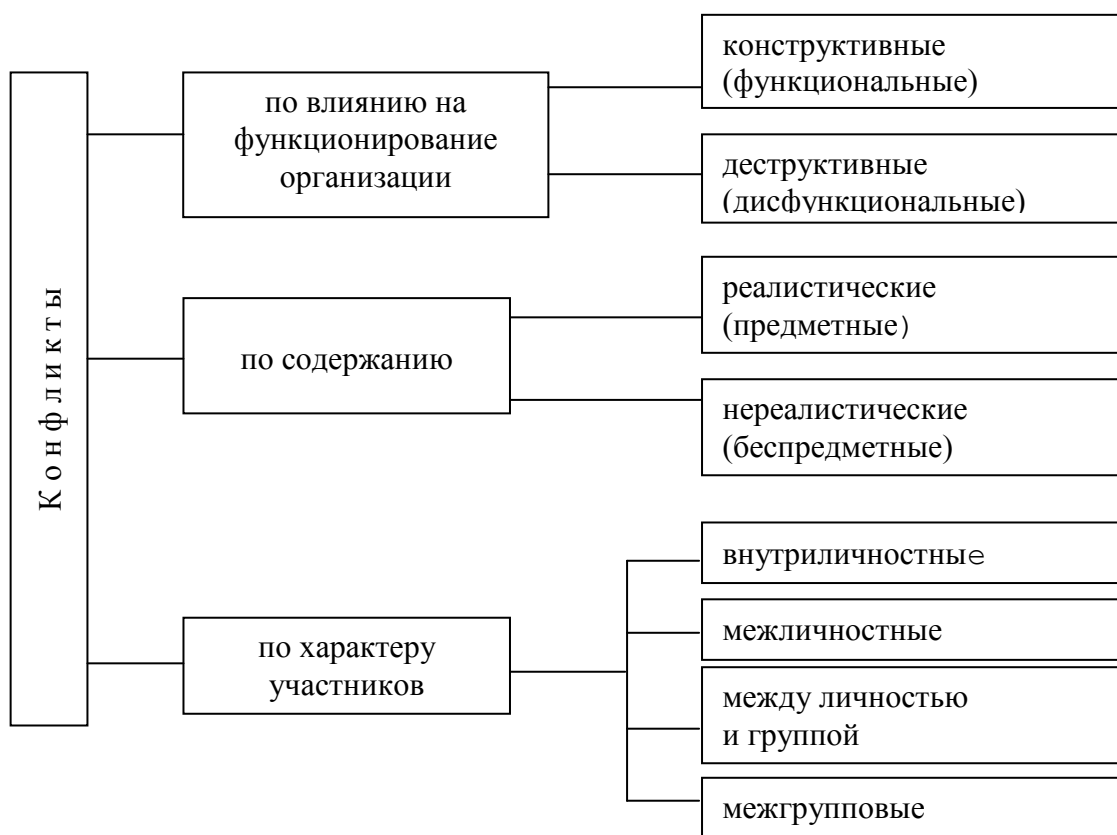 Конфликты
по влиянию на
функционирование
организации
конструктивные
(функциональные)
деструктивные
(дисфункциональные)
по содержанию
реалистические
(предметные)
нереалистические
(беспредметные)
по характеру
участников
внутриличностные
межличностные
между личностью
и группой
межгрупповые